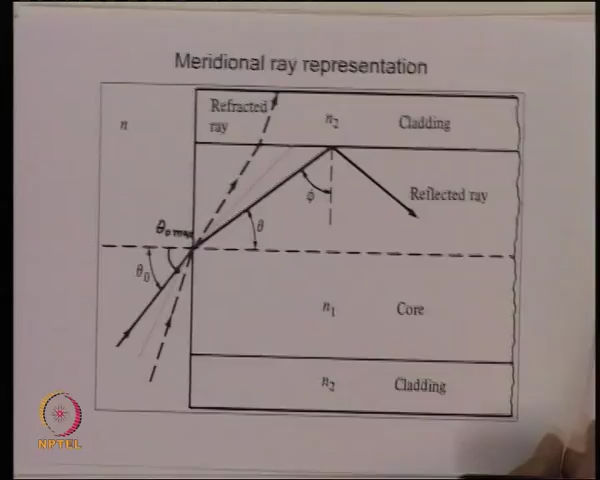 Meridional ray representation
Refracted
ray
n
n₂
Cladding
Reflected ray
ϕ
θ
θ₀ max
θ₀
n₁
Core
n₂
Cladding
NPTEL